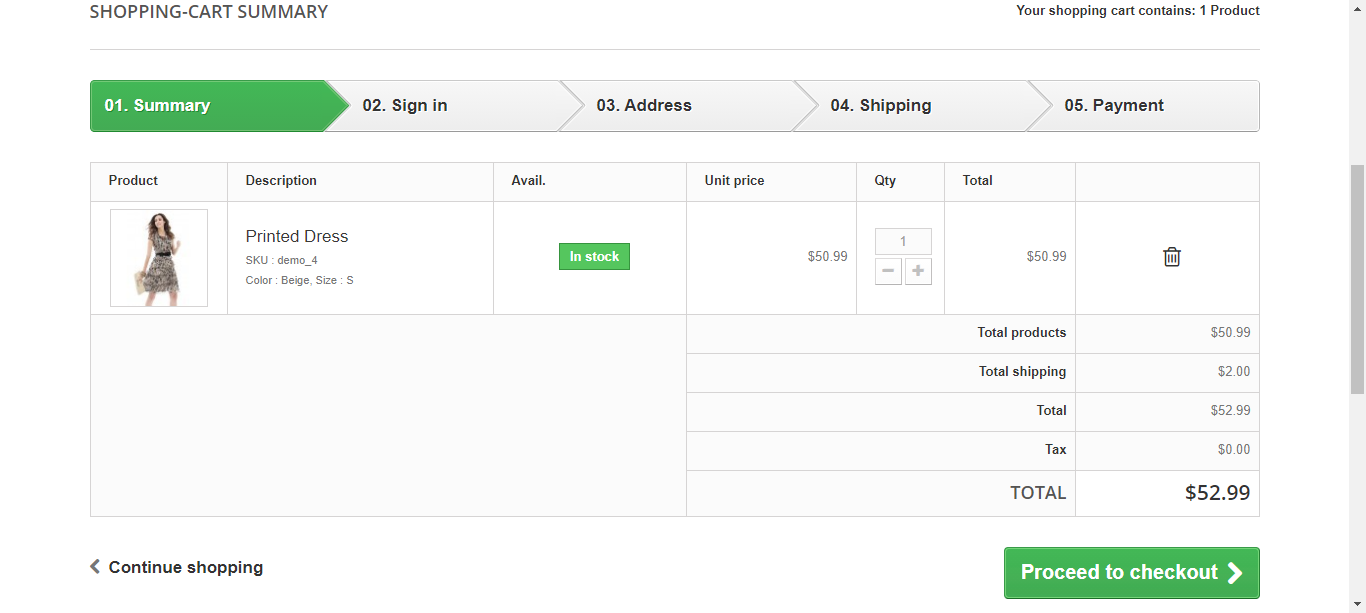 SHOPPING-CART SUMMARY
Your shopping cart contains: 1 Product
01. Summary
02. Sign in
03. Address
04. Shipping
05. Payment
Product
Description
Avail.
Unit price
Qty
Total
Printed Dress
SKU : demo_4
Color : Beige, Size : S
In stock
$50.99
1
$50.99
Total products
$50.99
Total shipping
$2.00
Total
$52.99
Tax
$0.00
TOTAL
$52.99
Continue shopping
Proceed to checkout